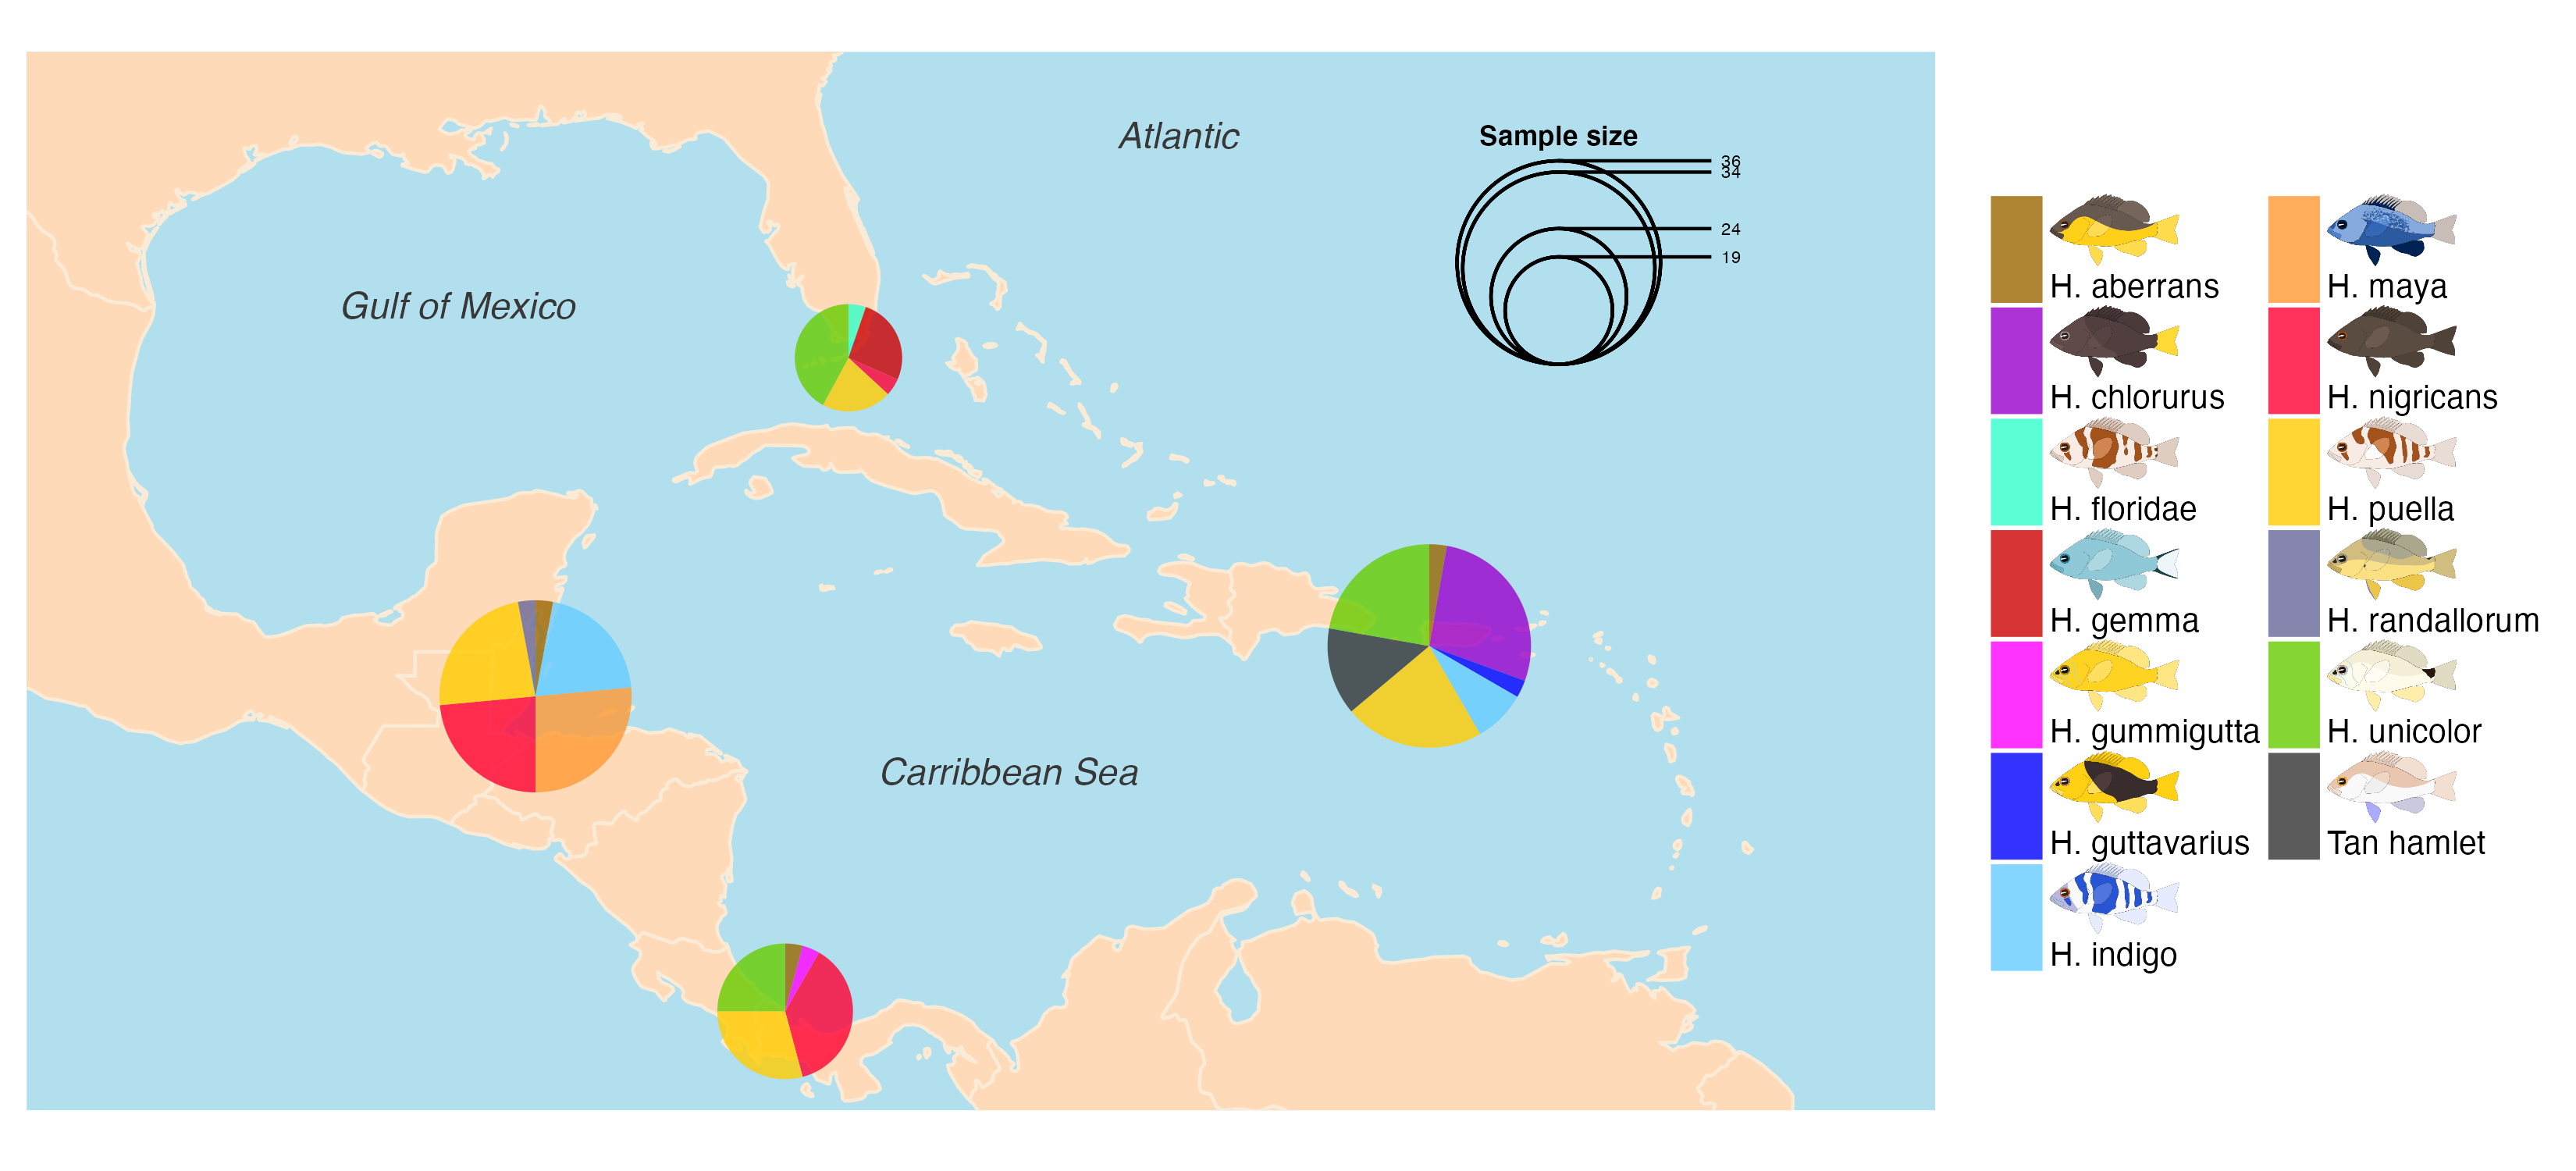 Atlantic
Sample size
36
34
24
19
Gulf of Mexico
Carribbean Sea
H. aberrans
H. chlorurus
H. floridae
H. gemma
H. gummigutta
H. guttavarius
H. indigo
H. maya
H. nigricans
H. puella
H. randallorum
H. unicolor
Tan hamlet